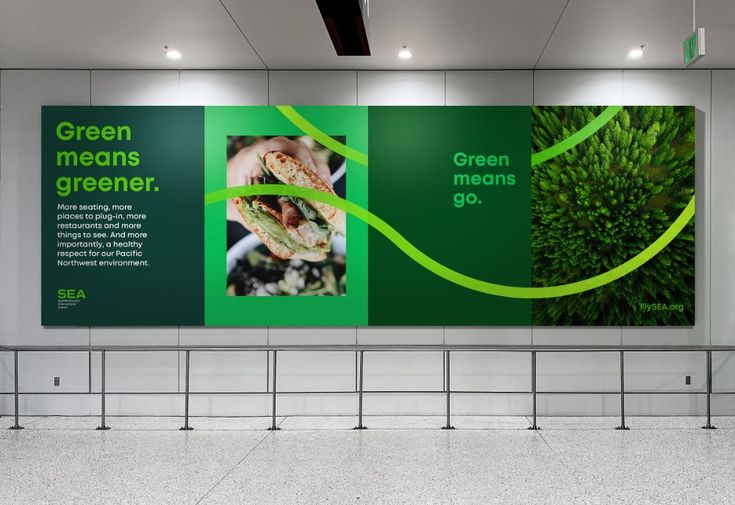 Green
means
greener.
More seating, more
places to plug-in, more
restaurants and more
things to see. And more
importantly, a healthy
respect for our Pacific
Northwest environment.
SEA
Seattle-Tacoma
International
Airport
Green
means
go.
FlySEA.org